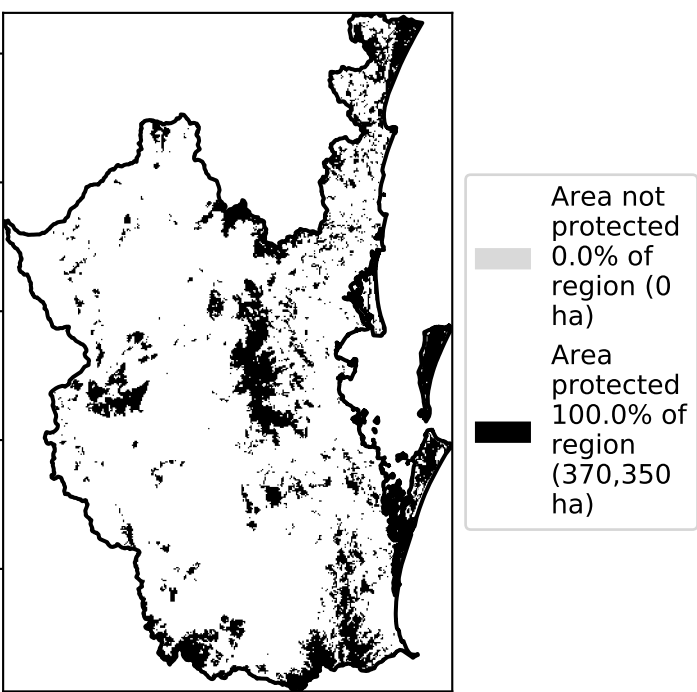 Area not
protected
0.0% of
region (0
ha)
Area
protected
100.0% of
region
(370,350
ha)